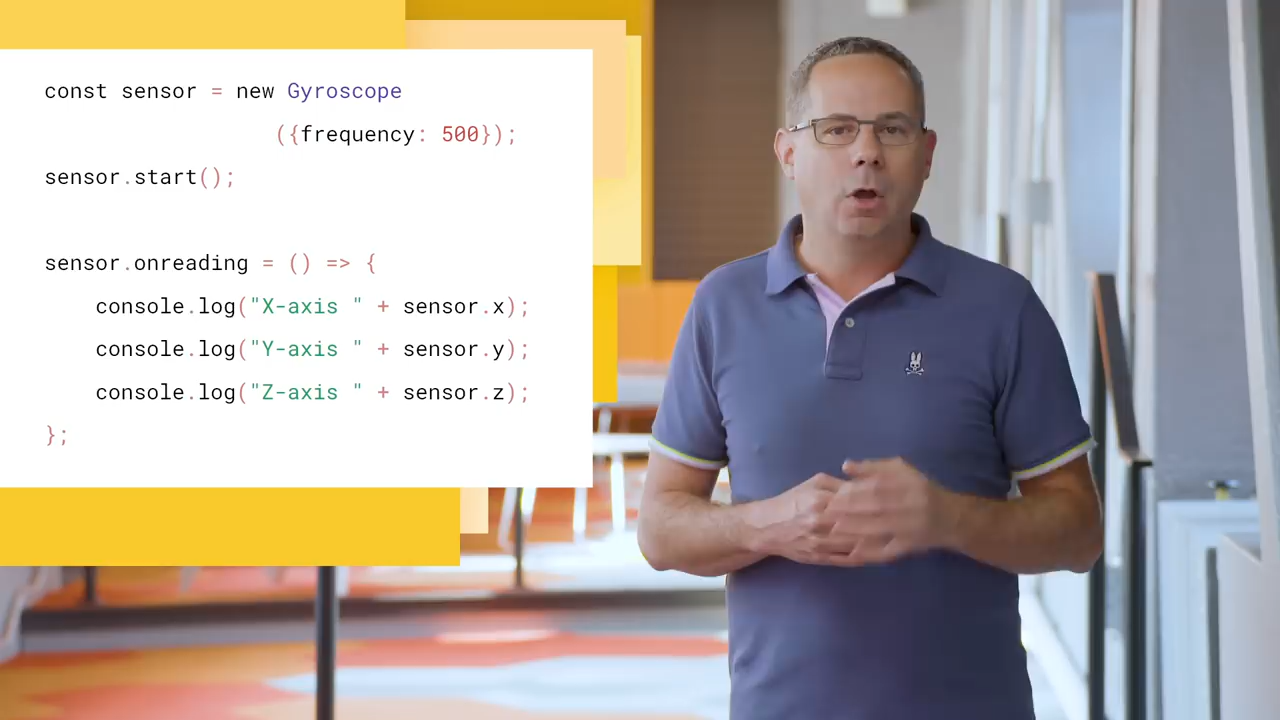 const sensor = new Gyroscope
({frequency: 500});
sensor.start();
sensor.onreading = () => {
console.log("X-axis " + sensor.x);
console.log("Y-axis " + sensor.y);
console.log("Z-axis " + sensor.z);
};